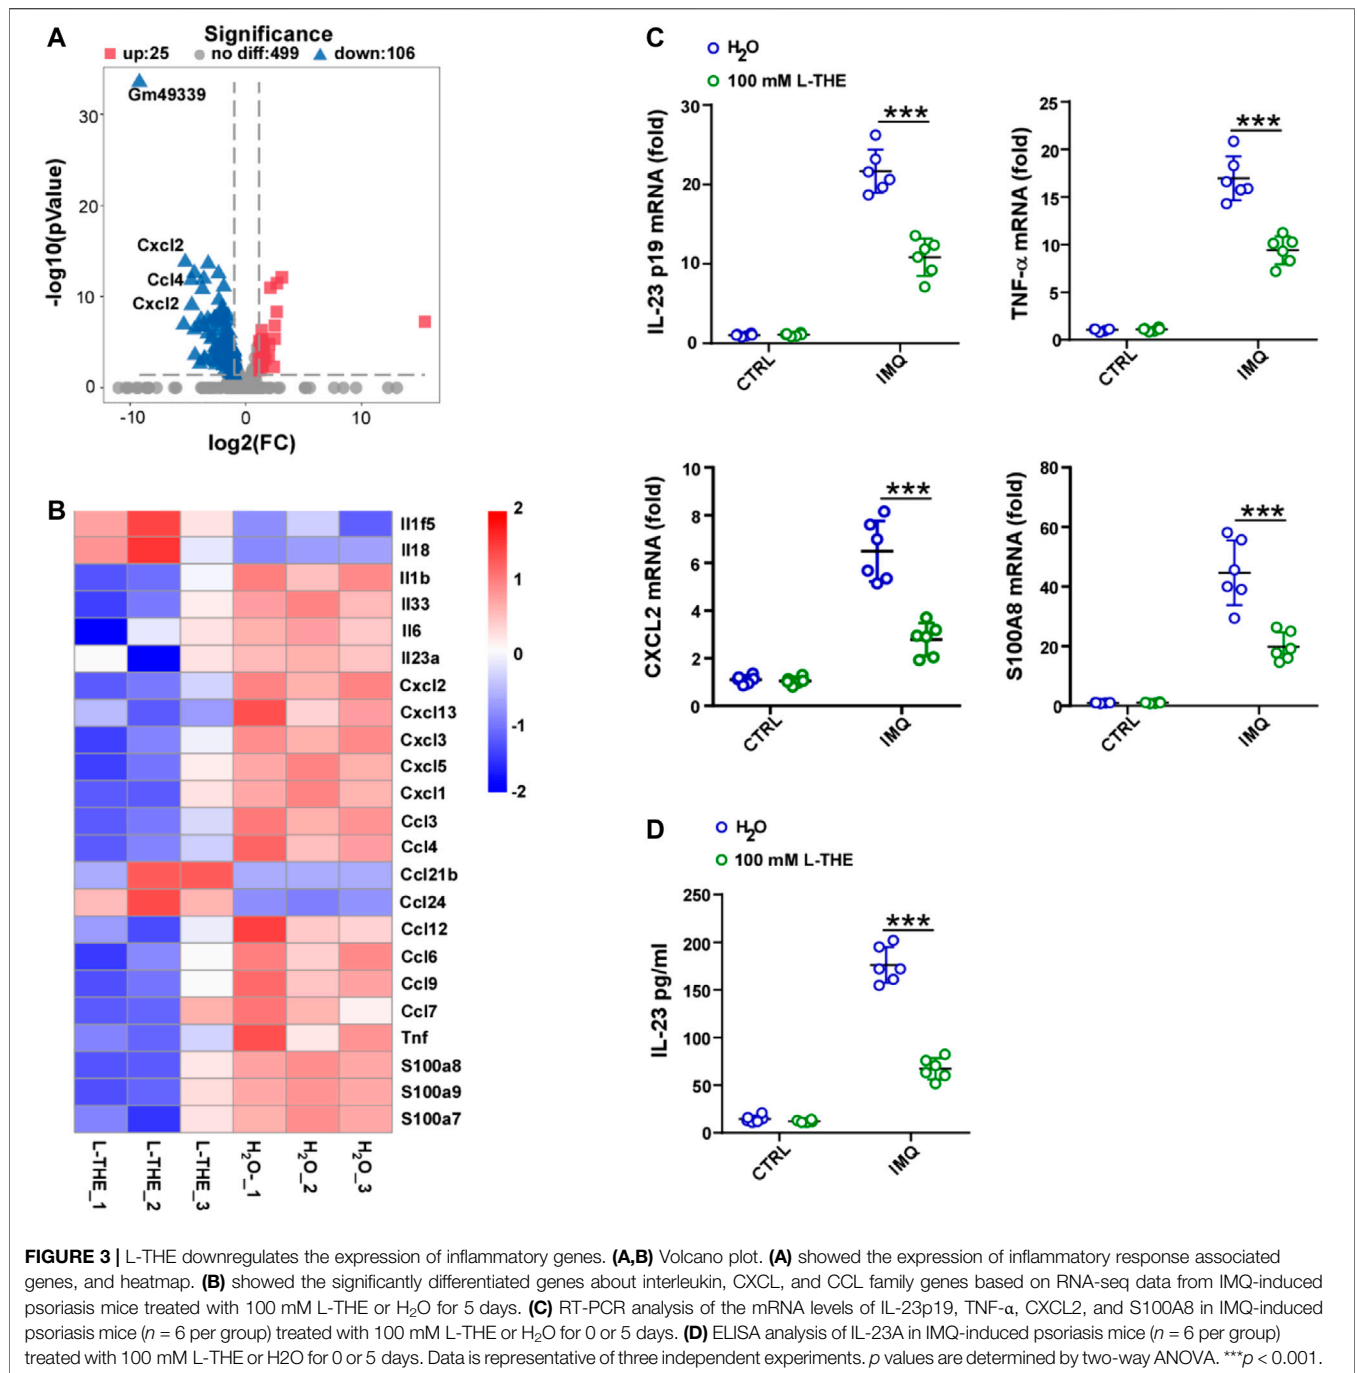 A
Significance
up:25 no diff:499 down:106
Gm49339
Cxcl2
Ccl4
Cxcl2
30
20
10
0
-log10(pValue)
-10 0 10
log2(FC)
B
Il1f5
Il18
Il1b
Il33
Il6
Il23a
Cxcl2
Cxcl13
Cxcl3
Cxcl5
Cxcl1
Ccl3
Ccl4
Ccl21b
Ccl24
Ccl12
Ccl6
Ccl9
Ccl7
Tnf
S100a8
S100a9
S100a7
2
1
0
-1
-2
L-THE_1 L-THE_2 L-THE_3 H2O-_1 H2O_2 H2O_3
C
H2O
100 mM L-THE
IL-23 p19 mRNA (fold)
30
20
10
0
***
CTRL IMQ
TNF-α mRNA (fold)
25
20
15
10
5
0
***
CTRL IMQ
CXCL2 mRNA (fold)
10
8
6
4
2
0
***
CTRL IMQ
S100A8 mRNA (fold)
80
60
40
20
0
***
CTRL IMQ
D
H2O
100 mM L-THE
IL-23 pg/ml
250
200
150
100
50
0
***
CTRL IMQ
FIGURE 3 | L-THE downregulates the expression of inflammatory genes. (A,B) Volcano plot. (A) showed the expression of inflammatory response associated
genes, and heatmap. (B) showed the significantly differentiated genes about interleukin, CXCL, and CCL family genes based on RNA-seq data from IMQ-induced
psoriasis mice treated with 100 mM L-THE or H2O for 5 days. (C) RT-PCR analysis of the mRNA levels of IL-23p19, TNF-α, CXCL2, and S100A8 in IMQ-induced
psoriasis mice (n = 6 per group) treated with 100 mM L-THE or H2O for 0 or 5 days. (D) ELISA analysis of IL-23A in IMQ-induced psoriasis mice (n = 6 per group)
treated with 100 mM L-THE or H2O for 0 or 5 days. Data is representative of three independent experiments. p values are determined by two-way ANOVA. ***p < 0.001.